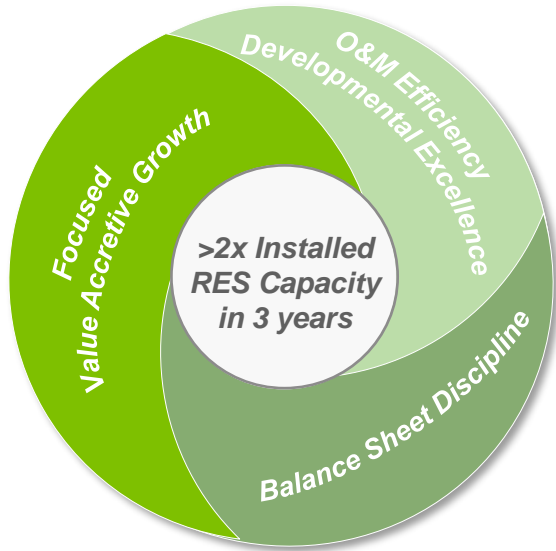 Focused
Value Accretive Growth
O&M Efficiency
Developmental Excellence
>2x Installed
RES Capacity
in 3 years
Balance Sheet Discipline